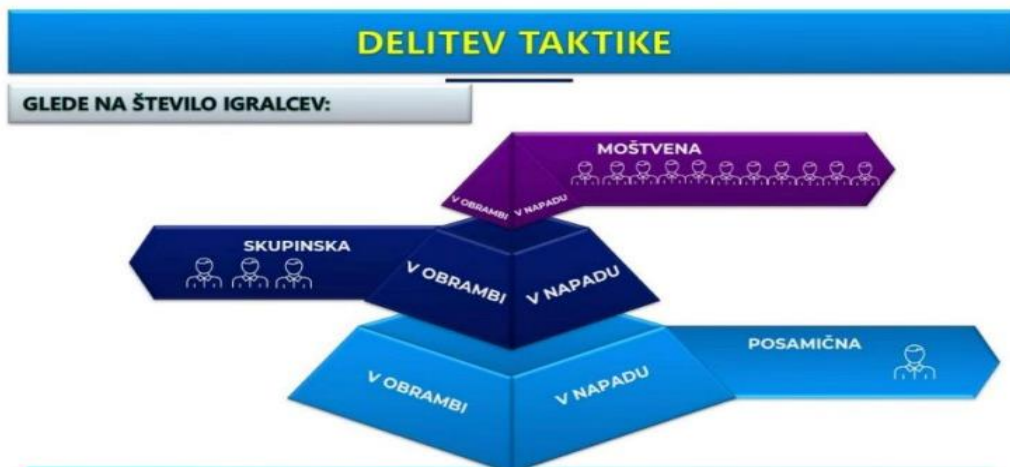 DELITEV TAKTIKE
GLEDE NA ŠTEVILO IGRALCEV:
MOŠTVENA
V OBRAMBI
V NAPADU
SKUPINSKA
V OBRAMBI
V NAPADU
POSAMIČNA
V OBRAMBI
V NAPADU